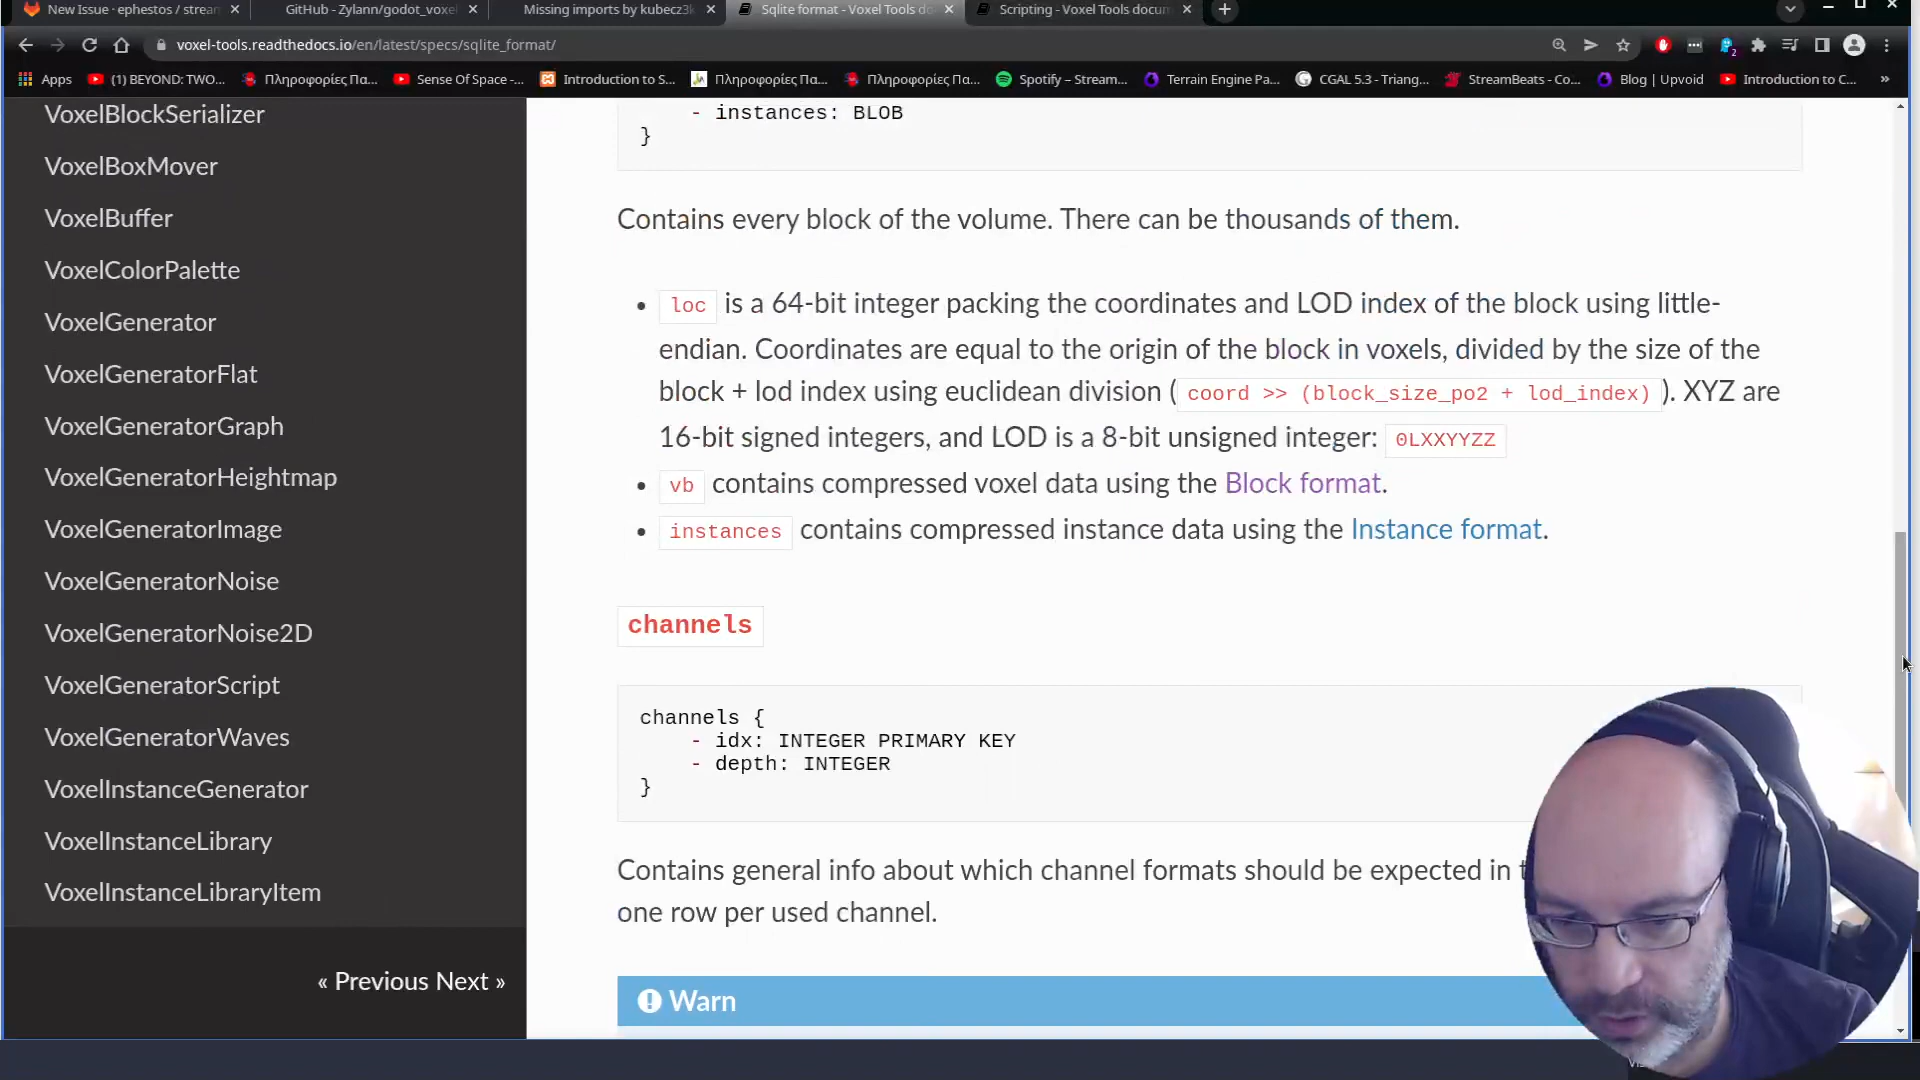 New Issue · ephestos / stream
GitHub - Zylann/godot_voxel
Missing imports by kubecz3k
Sqlite format - Voxel Tools do
Scripting - Voxel Tools docum
voxel-tools.readthedocs.io/en/latest/specs/sqlite_format/
2
Apps
(1) BEYOND: TWO...
Πληροφορίες Πα...
Sense Of Space -...
Introduction to S...
Πληροφορίες Πα...
Πληροφορίες Πα...
Spotify – Stream...
Terrain Engine Pa...
CGAL 5.3 - Triang...
StreamBeats - Co...
Blog | Upvoid
Introduction to C...
»
VoxelBlockSerializer
VoxelBoxMover
VoxelBuffer
VoxelColorPalette
VoxelGenerator
VoxelGeneratorFlat
VoxelGeneratorGraph
VoxelGeneratorHeightmap
VoxelGeneratorImage
VoxelGeneratorNoise
VoxelGeneratorNoise2D
VoxelGeneratorScript
VoxelGeneratorWaves
VoxelInstanceGenerator
VoxelInstanceLibrary
VoxelInstanceLibraryItem
« Previous Next »
- instances: BLOB
}
Contains every block of the volume. There can be thousands of them.
• loc is a 64-bit integer packing the coordinates and LOD index of the block using little-
endian. Coordinates are equal to the origin of the block in voxels, divided by the size of the
block + lod index using euclidean division ( coord >> (block_size_po2 + lod_index) ). XYZ are
16-bit signed integers, and LOD is a 8-bit unsigned integer: 0LXXYYZZ
• vb contains compressed voxel data using the Block format.
• instances contains compressed instance data using the Instance format.
channels
channels {
- idx: INTEGER PRIMARY KEY
- depth: INTEGER
}
Contains general info about which channel formats should be expected in
one row per used channel.
Warn